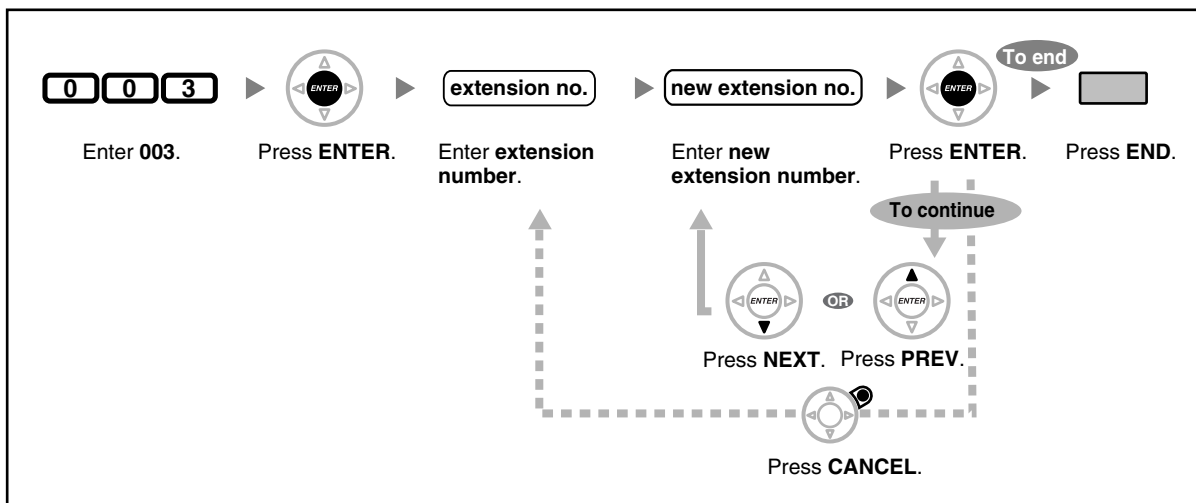 To end
0 0 3
ENTER
extension no.
new extension no.
ENTER
Enter 003.
Press ENTER.
Enter extension
number.
Enter new
extension number.
Press ENTER.
Press END.
To continue
ENTER
OR
ENTER
Press NEXT.
Press PREV.
Press CANCEL.